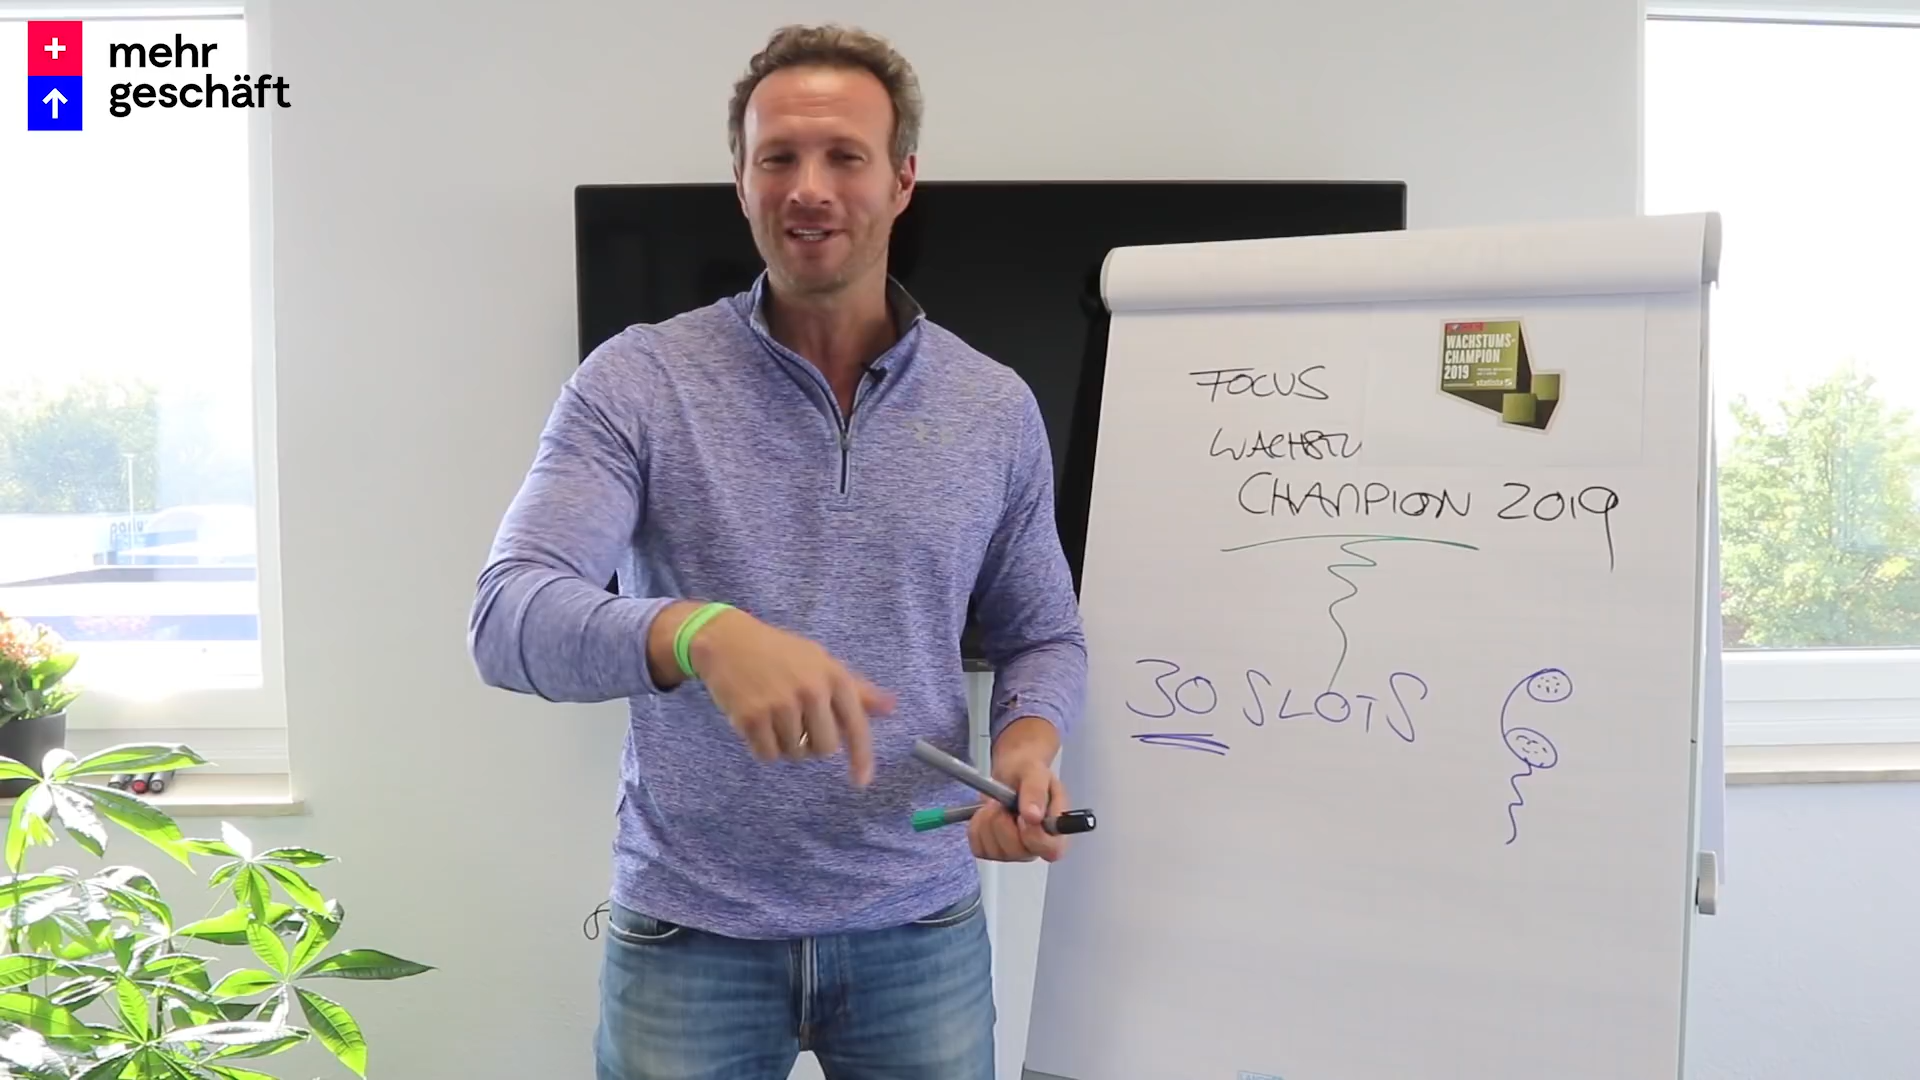 mehr
geschäft
WACHSTUMS-
CHAMPION
2019
statista
FOCUS
WACHSTU
CHAMPION 2019
30 SLOTS